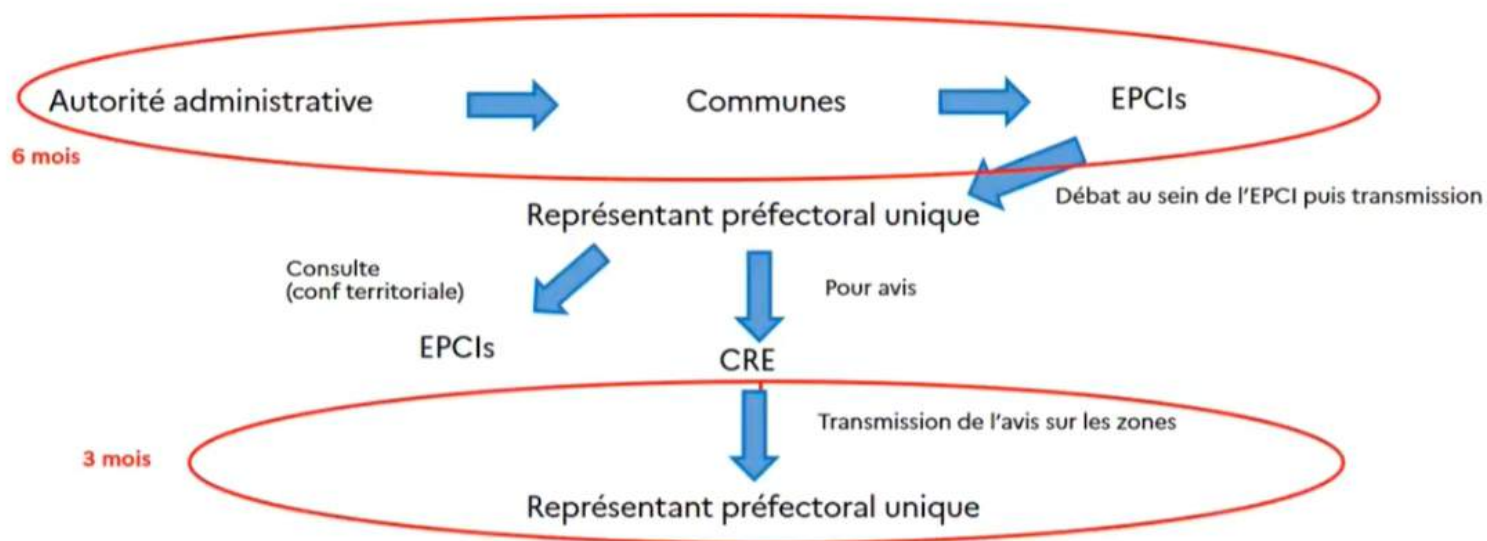 Autorité administrative
Communes
EPCIs
6 mois
Débat au sein de l'EPCI puis transmission
Représentant préfectoral unique
Consulte
(conf territoriale)
Pour avis
EPCIs
CRE
Transmission de l'avis sur les zones
3 mois
Représentant préfectoral unique